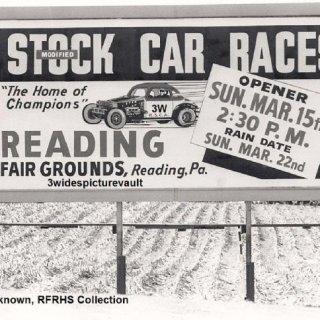 STOCK CAR RACES
MODIFIED
"The Home of
Champions"
3W
READING
FAIR GROUNDS, Reading, Pa.
OPENER
SUN. MAR. 15th
2:30 P. M.
RAIN DATE
SUN. MAR. 22nd
3widespicturevault
known, RFRHS Collection